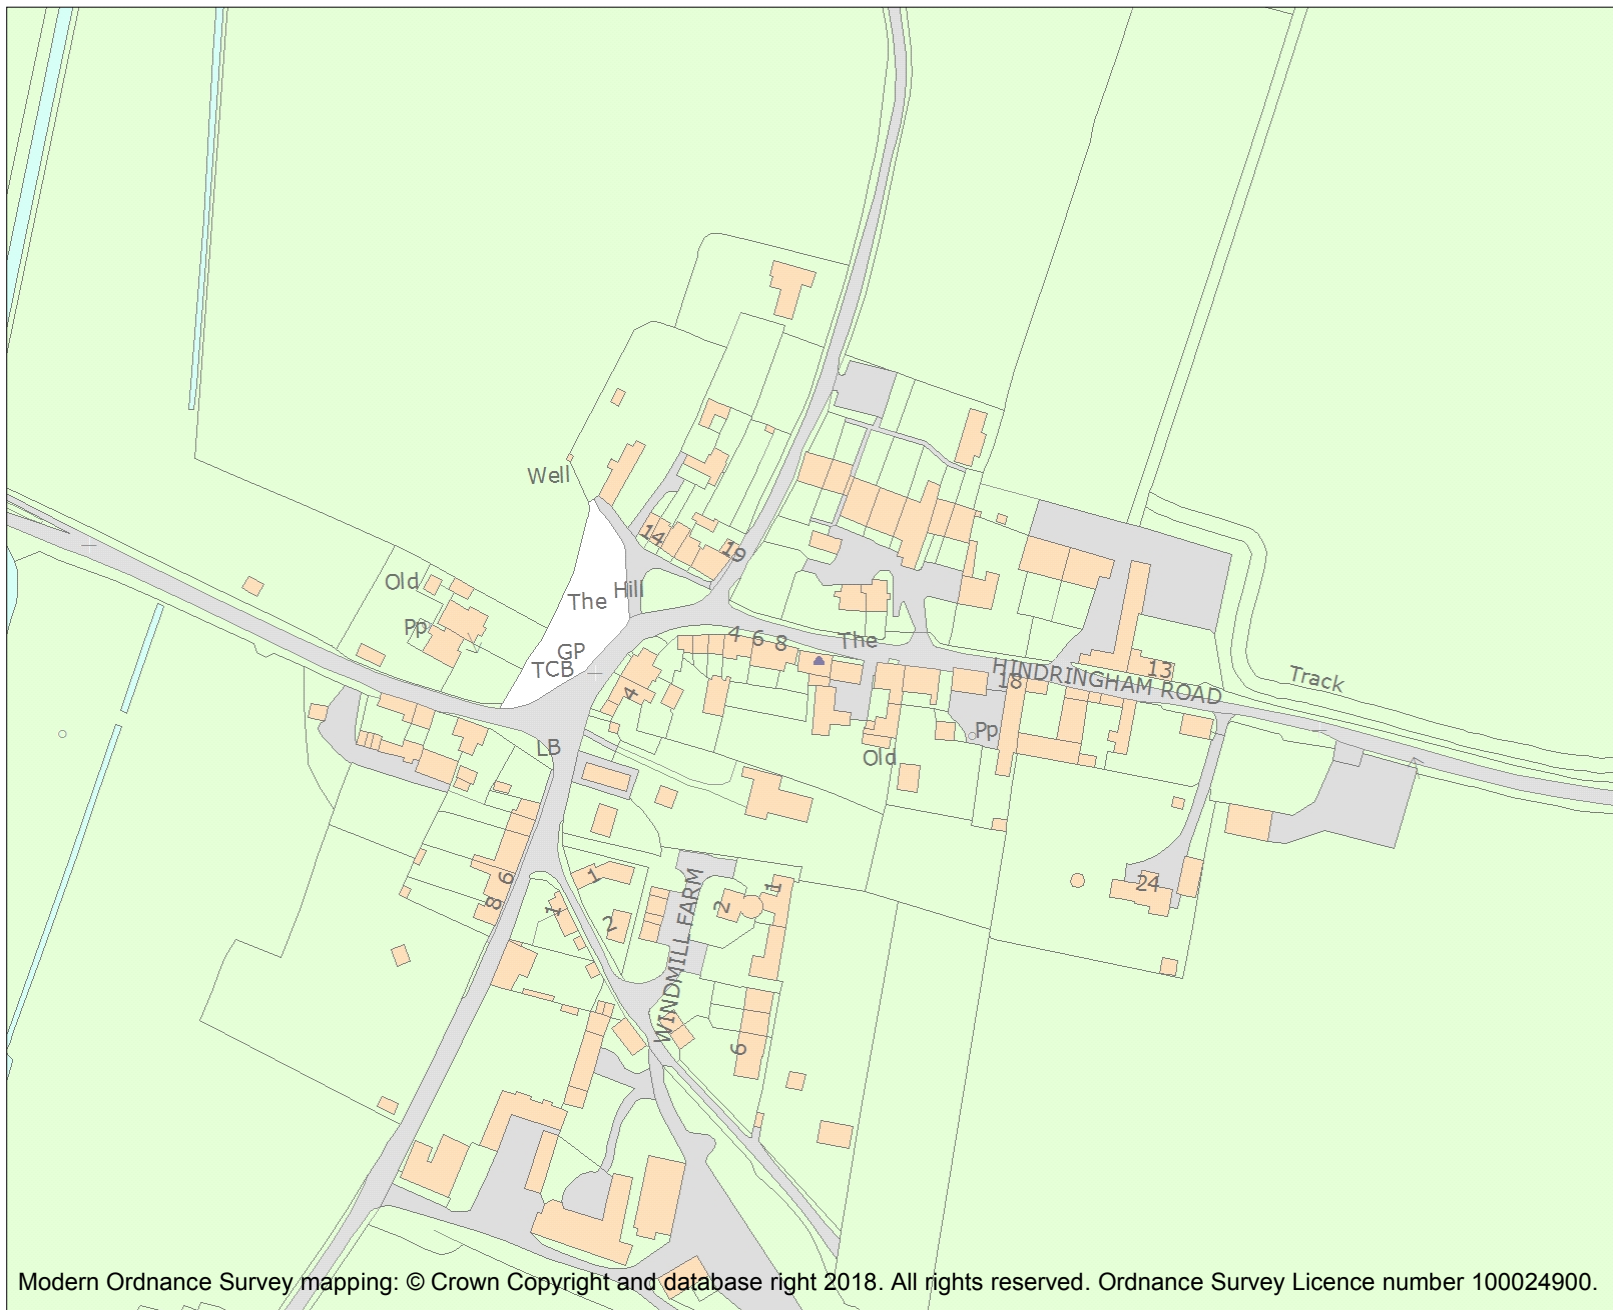 Well
14
19
Old
The Hill
Pp
GP
TCB
4 6 8
The
4
HINDRINGHAM ROAD
13
18
Track
LB
Pp
Old
6
8
1
1
2
2
1
24
WINDMILL FARM
6
Modern Ordnance Survey mapping: © Crown Copyright and database right 2018. All rights reserved. Ordnance Survey Licence number 100024900.